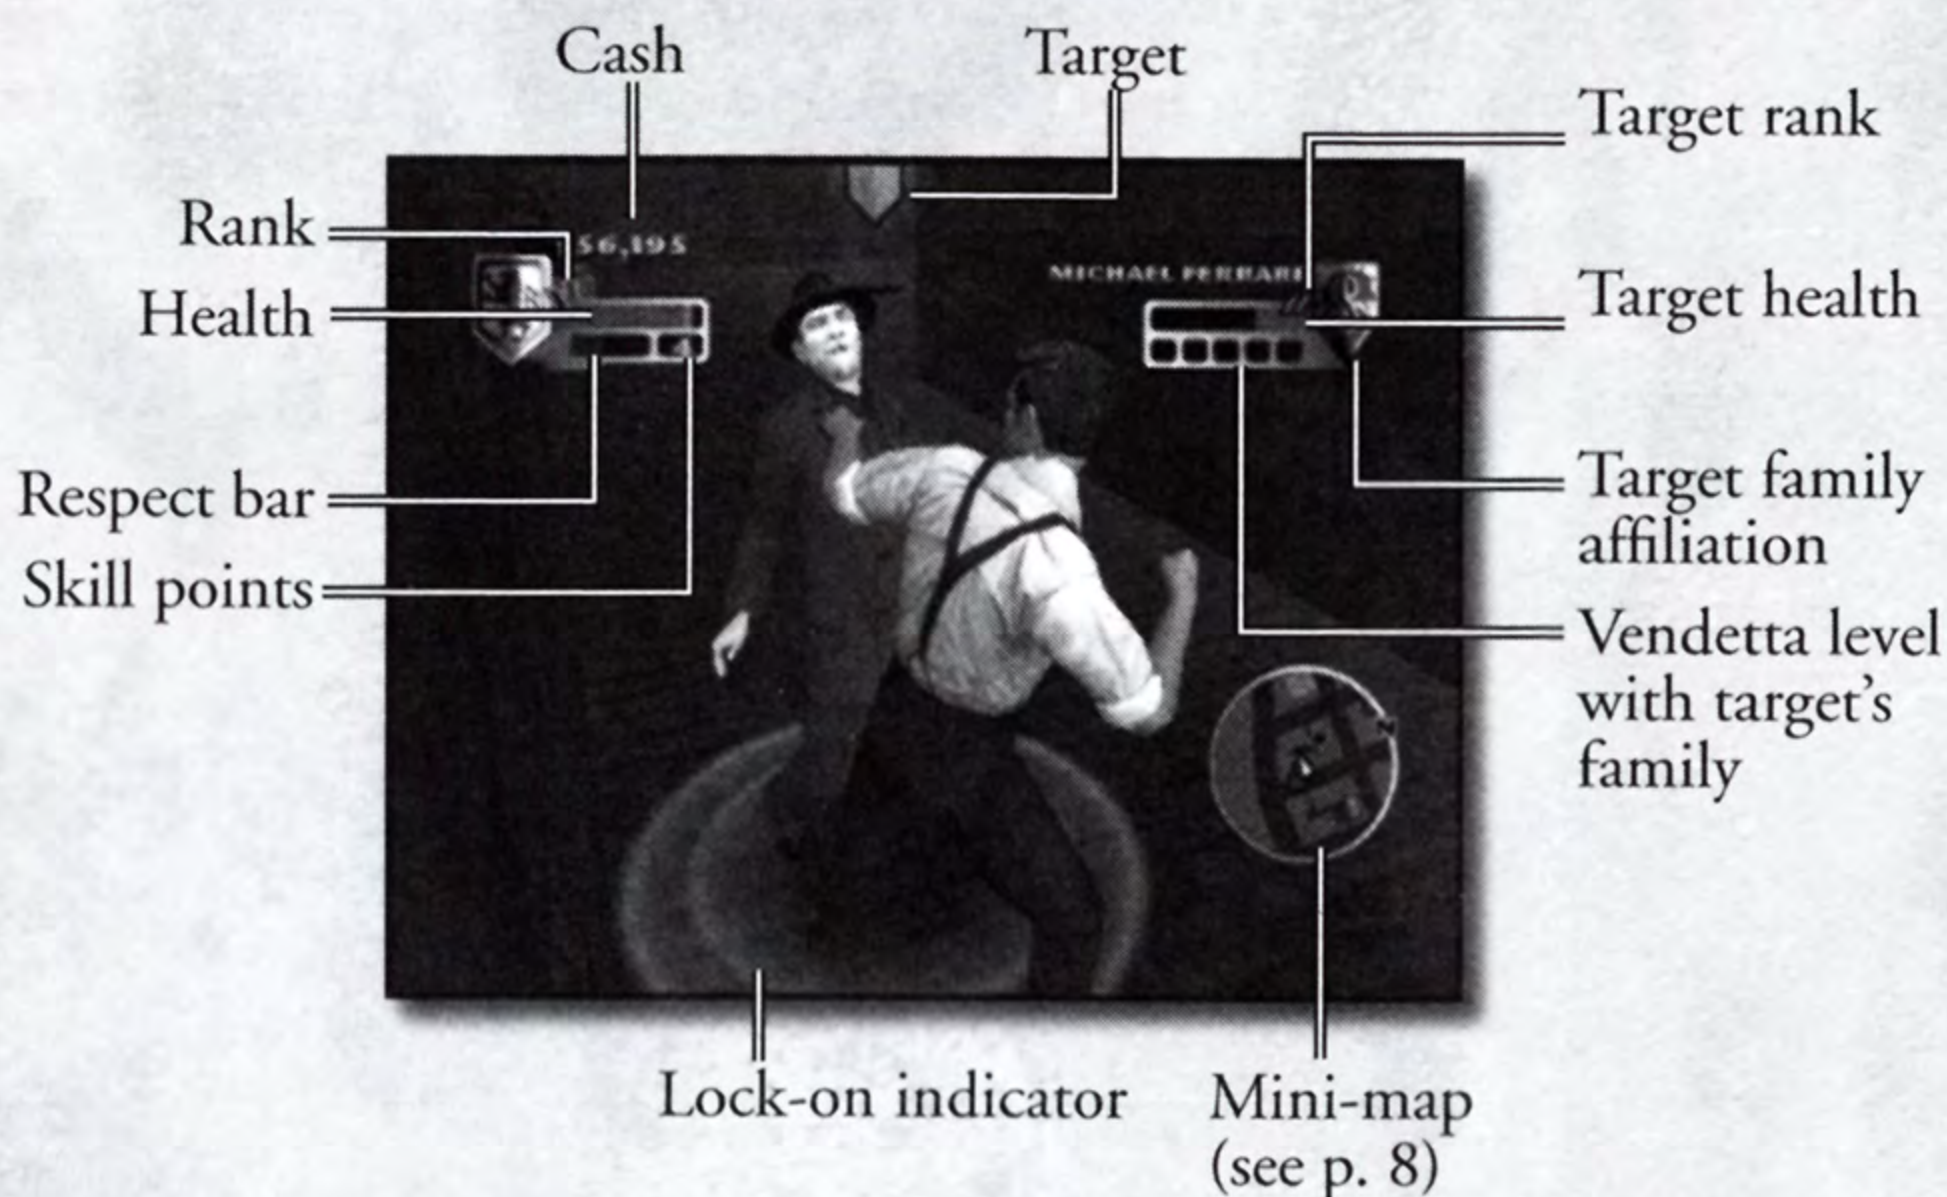 Cash
Target
Target rank
Rank
56,195
MICHAEL FERRARI
Target health
Health
Respect bar
Target family
affiliation
Skill points
Vendetta level
with target's
family
Lock-on indicator
Mini-map
(see p. 8)